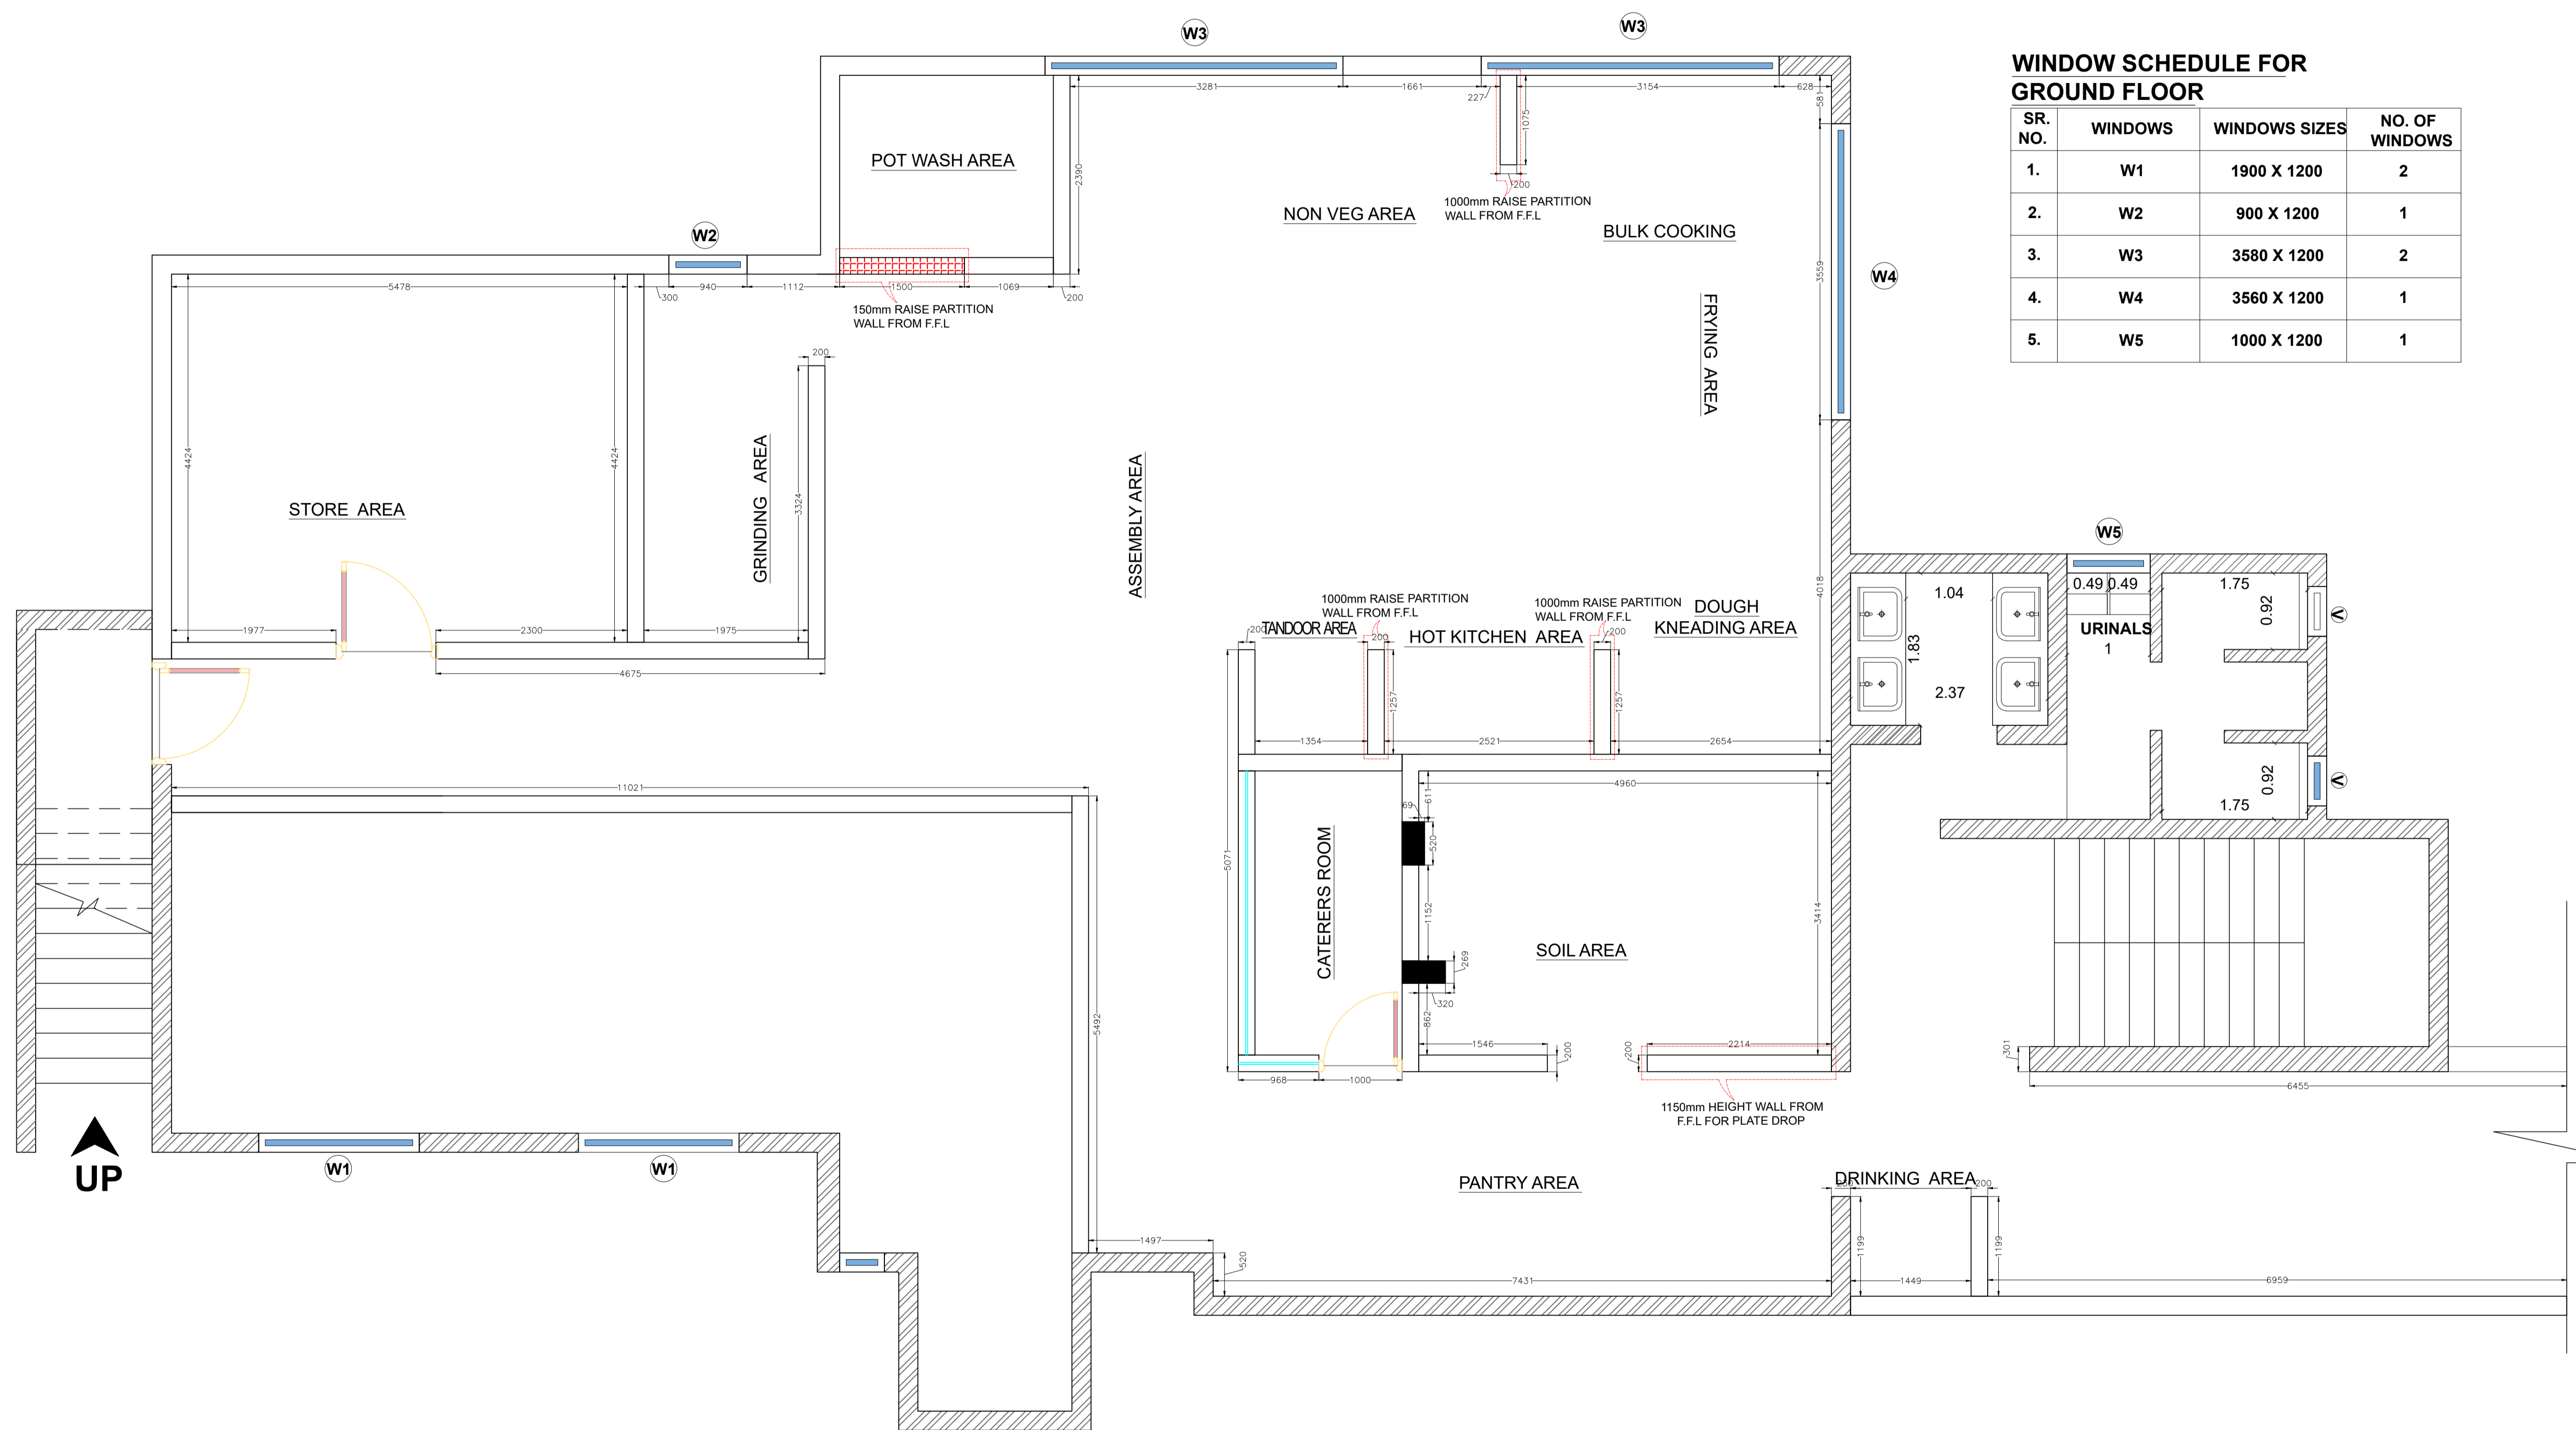 W3
W3
WINDOW SCHEDULE FOR
GROUND FLOOR
SR.
NO.
WINDOWS
WINDOWS SIZES
NO. OF
WINDOWS
1.
W1
1900 X 1200
2
2.
W2
900 X 1200
1
3.
W3
3580 X 1200
2
4.
W4
3560 X 1200
1
5.
W5
1000 X 1200
1
3281
1661
227
3154
628
581
1075
200
POT WASH AREA
2390
NON VEG AREA
1000mm RAISE PARTITION
WALL FROM F.F.L
BULK COOKING
W2
W4
3559
5478
300
940
1112
1500
1069
200
150mm RAISE PARTITION
WALL FROM F.F.L
FRYING AREA
200
4424
4424
3324
STORE AREA
GRINDING AREA
ASSEMBLY AREA
W5
4018
1977
2300
1975
4675
1000mm RAISE PARTITION
WALL FROM F.F.L
200
TANDOOR AREA
200
HOT KITCHEN AREA
1000mm RAISE PARTITION
WALL FROM F.F.L
200
DOUGH
KNEADING AREA
1257
1257
1354
2521
2654
1.04
1.83
2.37
0.49
0.49
URINALS
1
1.75
0.92
V
0.92
1.75
V
11021
4960
611
69
520
5071
CATERERS ROOM
1152
3414
SOIL AREA
269
320
862
5492
1546
200
200
2214
968
1000
301
6455
1150mm HEIGHT WALL FROM
F.F.L FOR PLATE DROP
UP
W1
W1
PANTRY AREA
DRINKING AREA
200
1199
1199
1497
520
7431
1449
6959